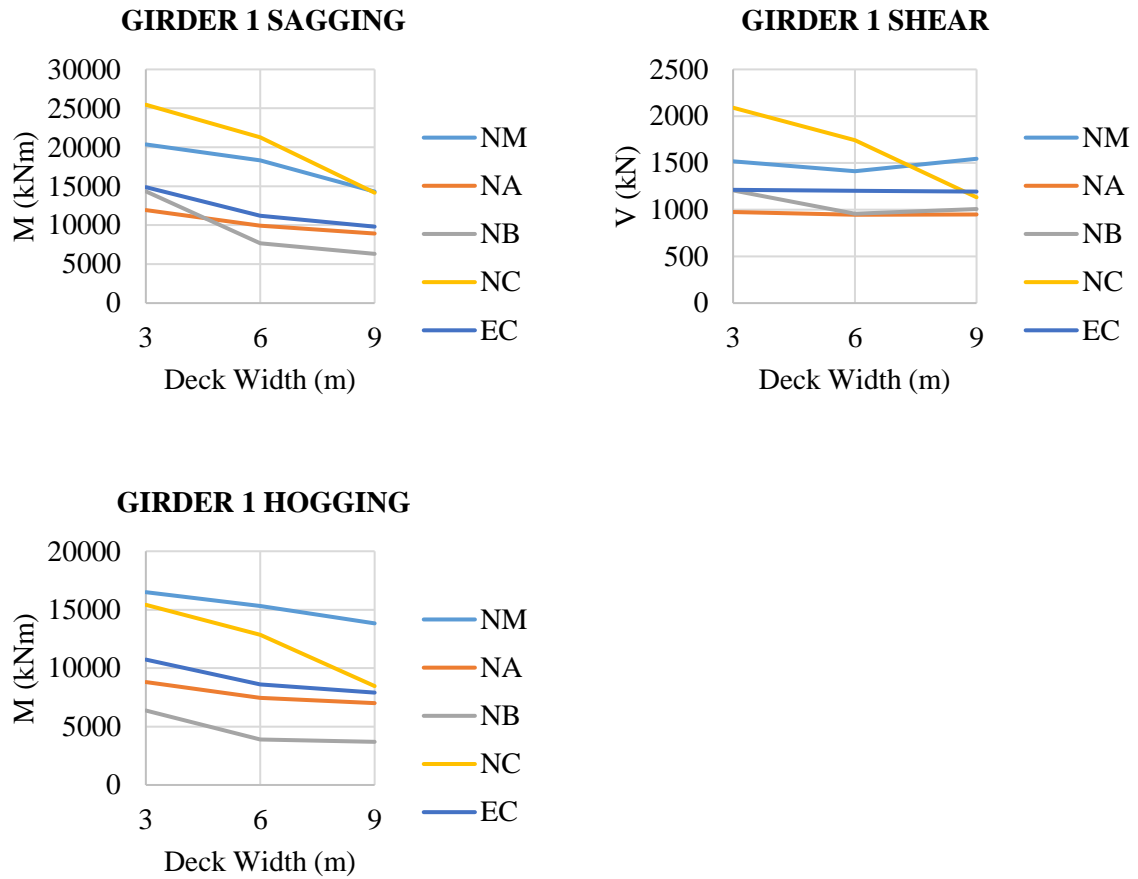 GIRDER 1 SAGGING
30000
25000
20000
15000
10000
5000
0
M (kNm)
3 6 9
Deck Width (m)
NM
NA
NB
NC
EC
GIRDER 1 SHEAR
2500
2000
1500
1000
500
0
V (kN)
3 6 9
Deck Width (m)
NM
NA
NB
NC
EC
GIRDER 1 HOGGING
20000
15000
10000
5000
0
M (kNm)
3 6 9
Deck Width (m)
NM
NA
NB
NC
EC